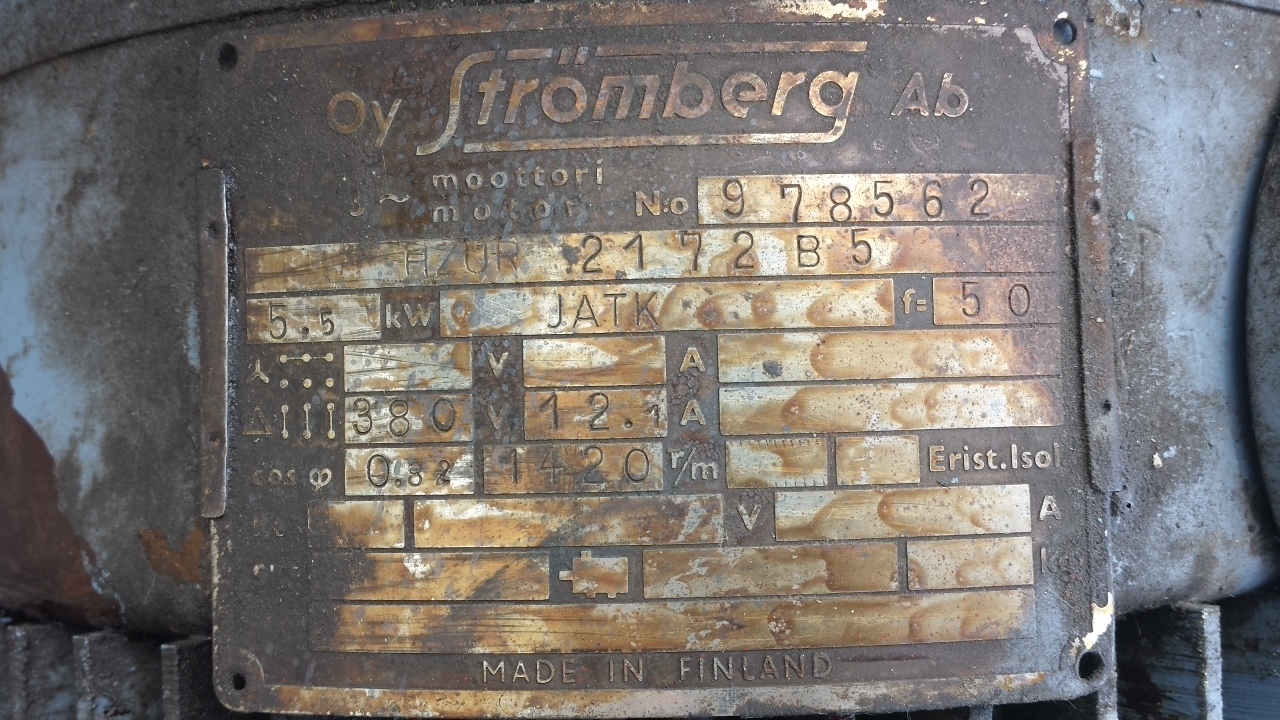 Oy Strömberg Ab
3~ moottori
motor No 978562
HZUR 2172 B5
5.5 kW JATK f= 50
V A
Δ 380 V 12.1 A
cos φ 0.82 1420 r/m Erist.Isol
V A
MADE IN FINLAND